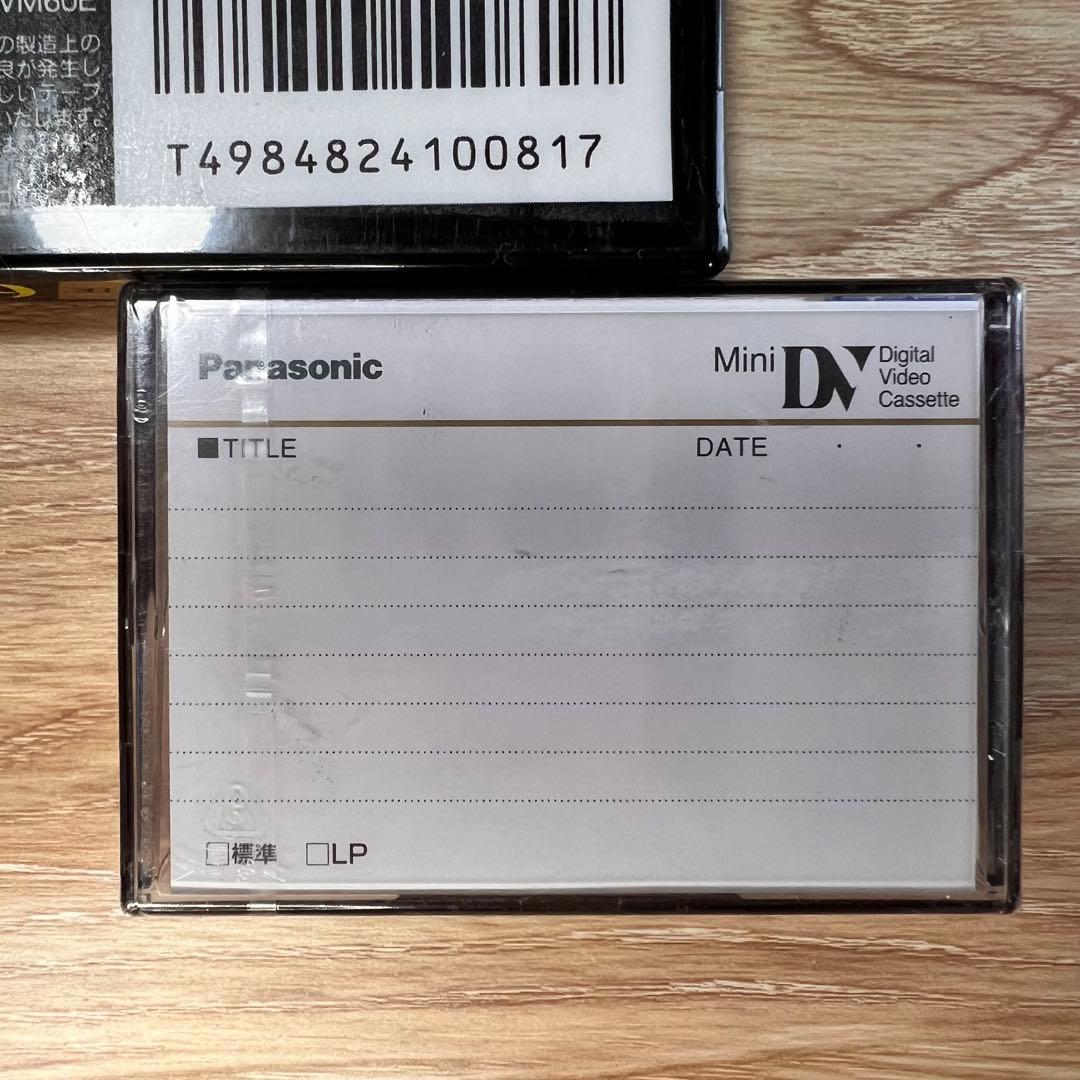 VM60E
の製造上の
良が発生し
しいテープ
いたします。
T4984824100817
Panasonic
Mini DV Digital Video Cassette
■TITLE DATE . .
□標準 □LP